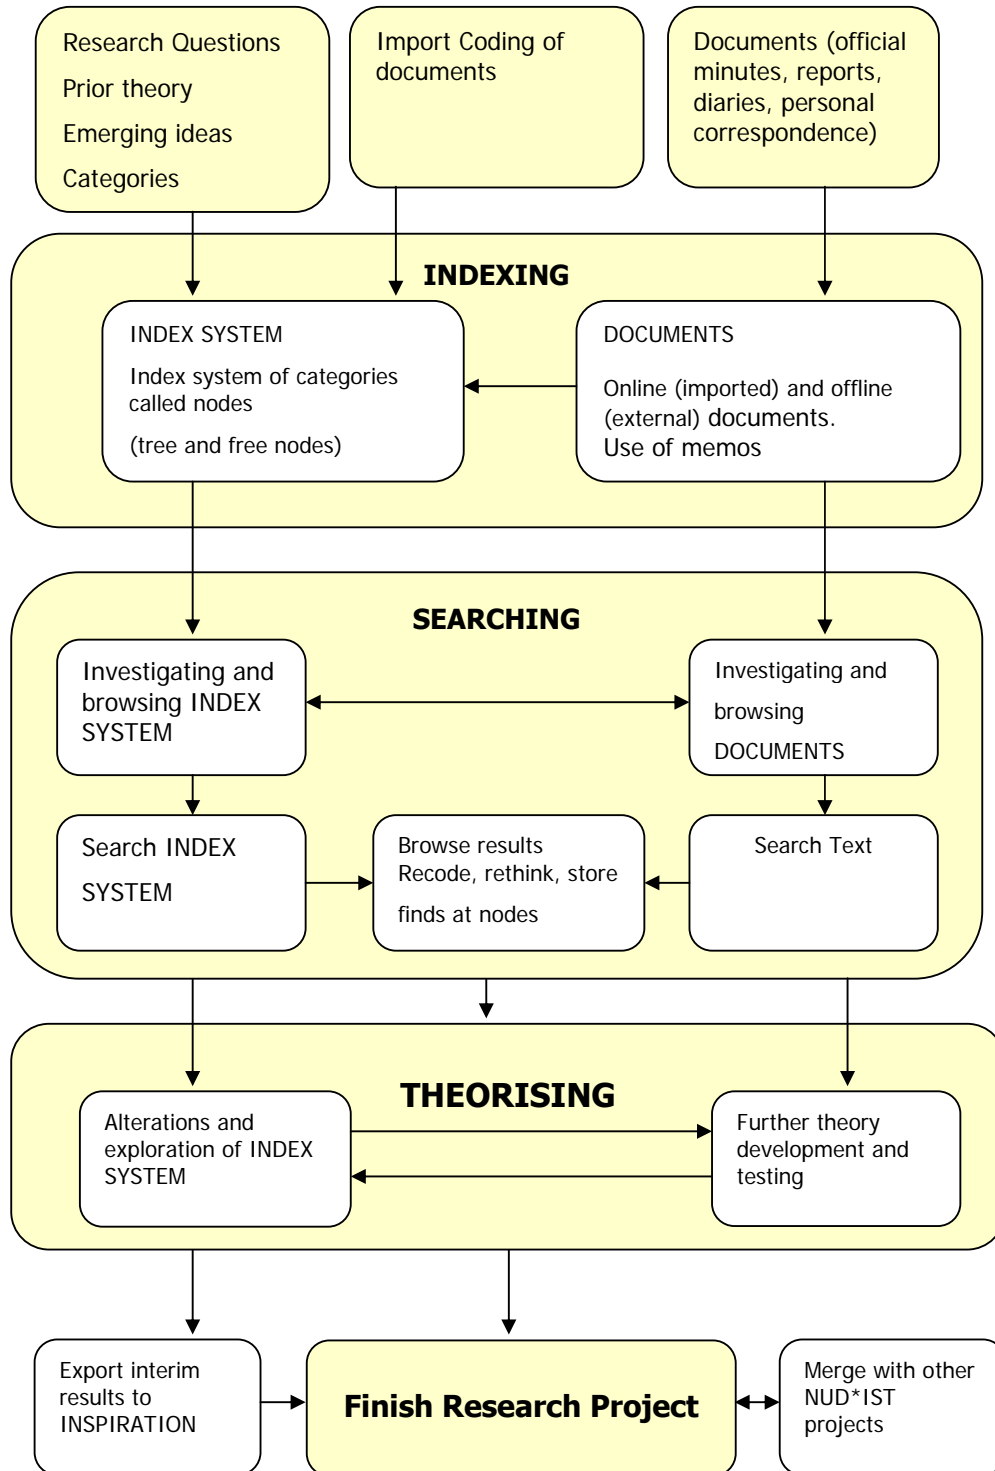 Research Questions
Prior theory
Emerging ideas
Categories
Import Coding of
documents
Documents (official
minutes, reports,
diaries, personal
correspondence)
INDEXING
INDEX SYSTEM
Index system of categories
called nodes
(tree and free nodes)
DOCUMENTS
Online (imported) and offline
(external) documents.
Use of memos
SEARCHING
Investigating and
browsing INDEX
SYSTEM
Investigating and
browsing
DOCUMENTS
Search INDEX
SYSTEM
Browse results
Recode, rethink, store
finds at nodes
Search Text
THEORISING
Alterations and
exploration of INDEX
SYSTEM
Further theory
development and
testing
Export interim
results to
INSPIRATION
Finish Research Project
Merge with other
NUD*IST
projects